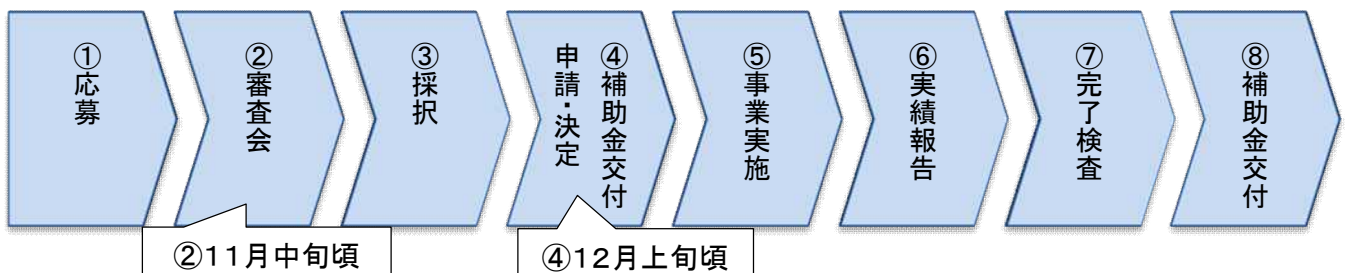 ①応募
②審査会
③採択
④補助金交付
申請・決定
⑤事業実施
⑥実績報告
⑦完了検査
⑧補助金交付
②11月中旬頃
④12月上旬頃